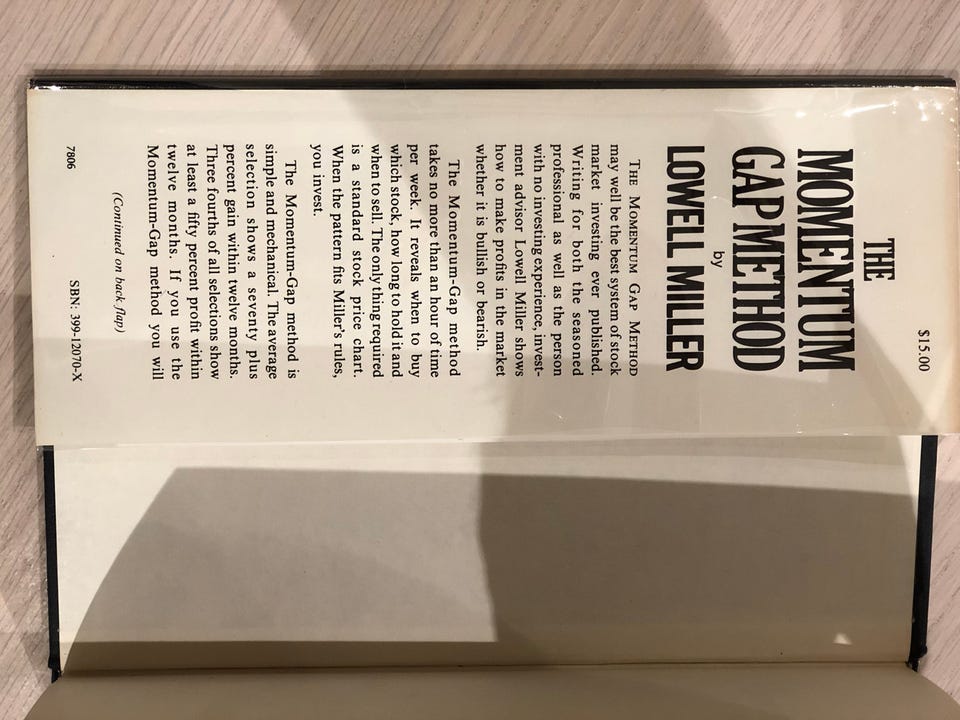 $15.00
THE
MOMENTUM
GAP METHOD
by
LOWELL MILLER
THE MOMENTUM GAP METHOD
may well be the best system of stock
market investing ever published.
Writing for both the seasoned
professional as well as the person
with no investing experience, invest-
ment advisor Lowell Miller shows
how to make profits in the market
whether it is bullish or bearish.
The Momentum-Gap method
takes no more than an hour of time
per week. It reveals when to buy
which stock, how long to hold it and
when to sell. The only thing required
is a standard stock price chart.
When the pattern fits Miller's rules,
you invest.
The Momentum-Gap method is
simple and mechanical. The average
selection shows a seventy plus
percent gain within twelve months.
Three fourths of all selections show
at least a fifty percent profit within
twelve months. If you use the
Momentum-Gap method you will
(Continued on back flap)
7806 SBN: 399-12070-X